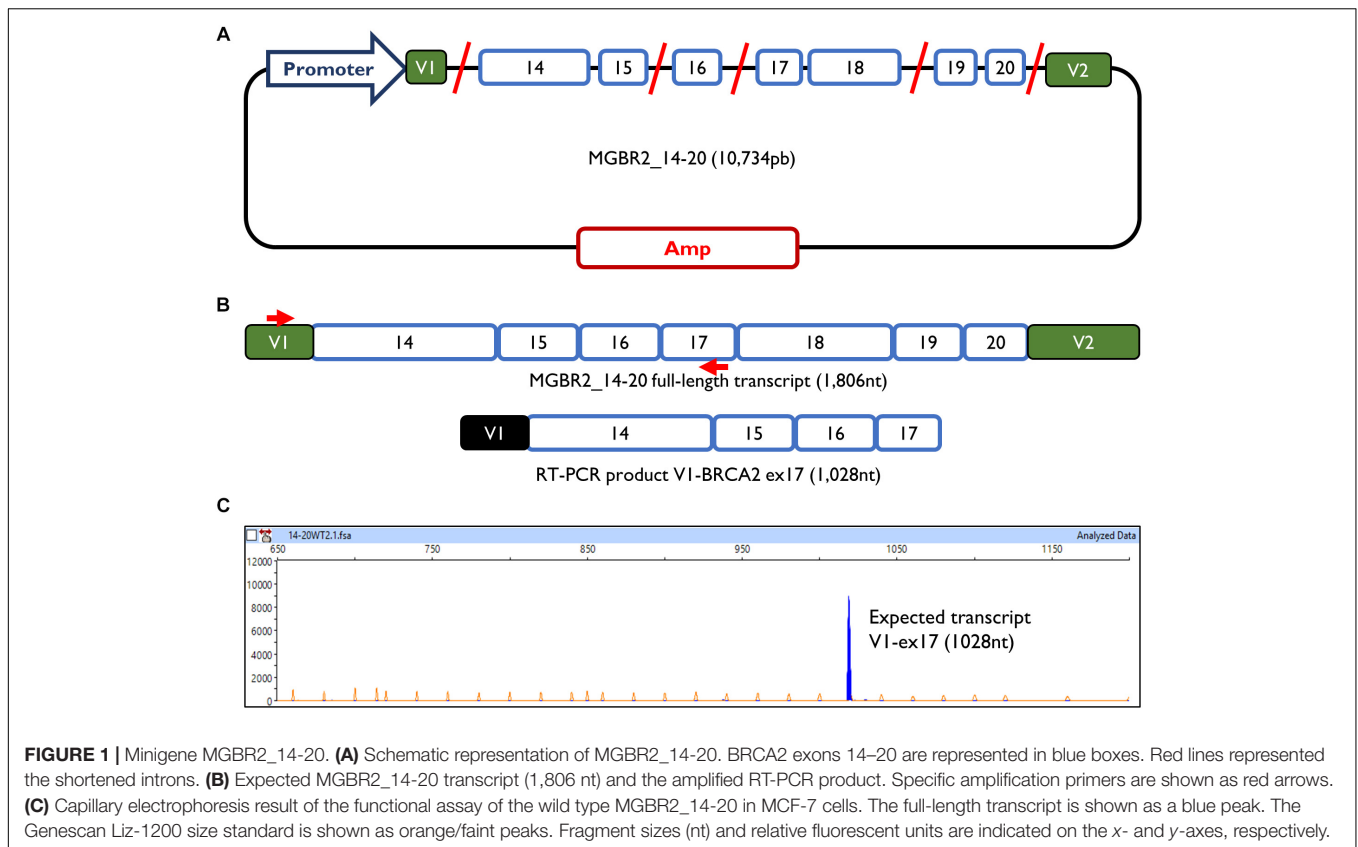 A
Promoter
V1
14
15
16
17
18
19
20
V2
MGBR2_14-20 (10,734pb)
Amp
B
V1
14
15
16
17
18
19
20
V2
MGBR2_14-20 full-length transcript (1,806nt)
V1
14
15
16
17
RT-PCR product V1-BRCA2 ex17 (1,028nt)
C
14-20WT2.1.fsa
Analyzed Data
650
750
850
950
1050
1150
12000
10000
8000
6000
4000
2000
0
Expected transcript
V1-ex17 (1028nt)
FIGURE 1 | Minigene MGBR2_14-20. (A) Schematic representation of MGBR2_14-20. BRCA2 exons 14–20 are represented in blue boxes. Red lines represented
the shortened introns. (B) Expected MGBR2_14-20 transcript (1,806 nt) and the amplified RT-PCR product. Specific amplification primers are shown as red arrows.
(C) Capillary electrophoresis result of the functional assay of the wild type MGBR2_14-20 in MCF-7 cells. The full-length transcript is shown as a blue peak. The
Genescan Liz-1200 size standard is shown as orange/faint peaks. Fragment sizes (nt) and relative fluorescent units are indicated on the x- and y-axes, respectively.